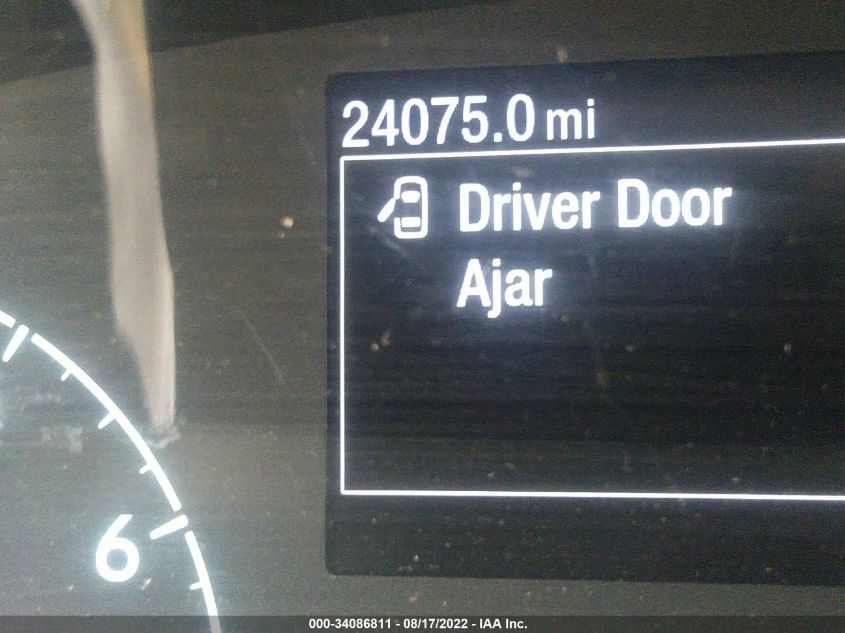 24075.0 mi
Driver Door
Ajar
6
000-34086811 - 08/17/2022 - IAA Inc.